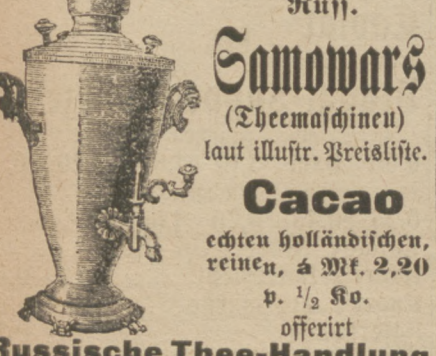 Russ.
Samowars
(Theemaschinen)
laut illustr. Preisliste.
Cacao
echten holländischen,
reinen, á Mk. 2,20
p. ½ Ko.
offerirt
Russische Thee-Handlung